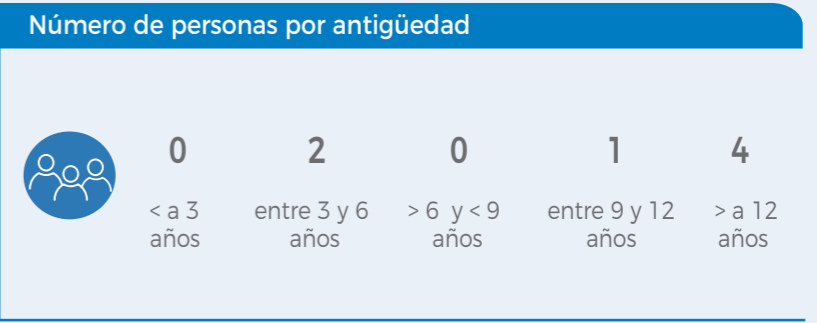 Número de personas por antigüedad
0 2 0 1 4
< a 3 entre 3 y 6 > 6 y < 9 entre 9 y 12 > a 12
años años años años años